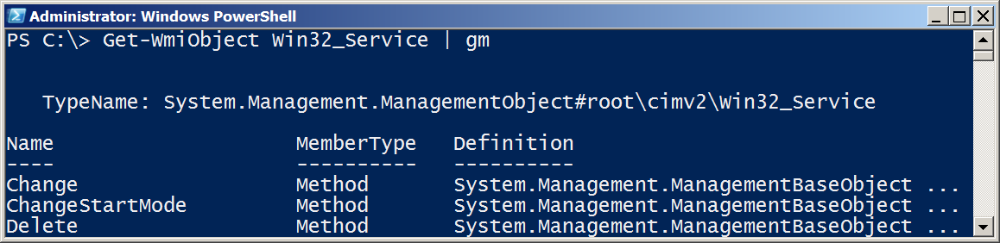 Administrator: Windows PowerShell
PS C:\> Get-WmiObject Win32_Service | gm
TypeName: System.Management.ManagementObject#root\cimv2\Win32_Service
Name MemberType Definition
---- ---------- ----------
Change Method System.Management.ManagementBaseObject ...
ChangeStartMode Method System.Management.ManagementBaseObject ...
Delete Method System.Management.ManagementBaseObject ...